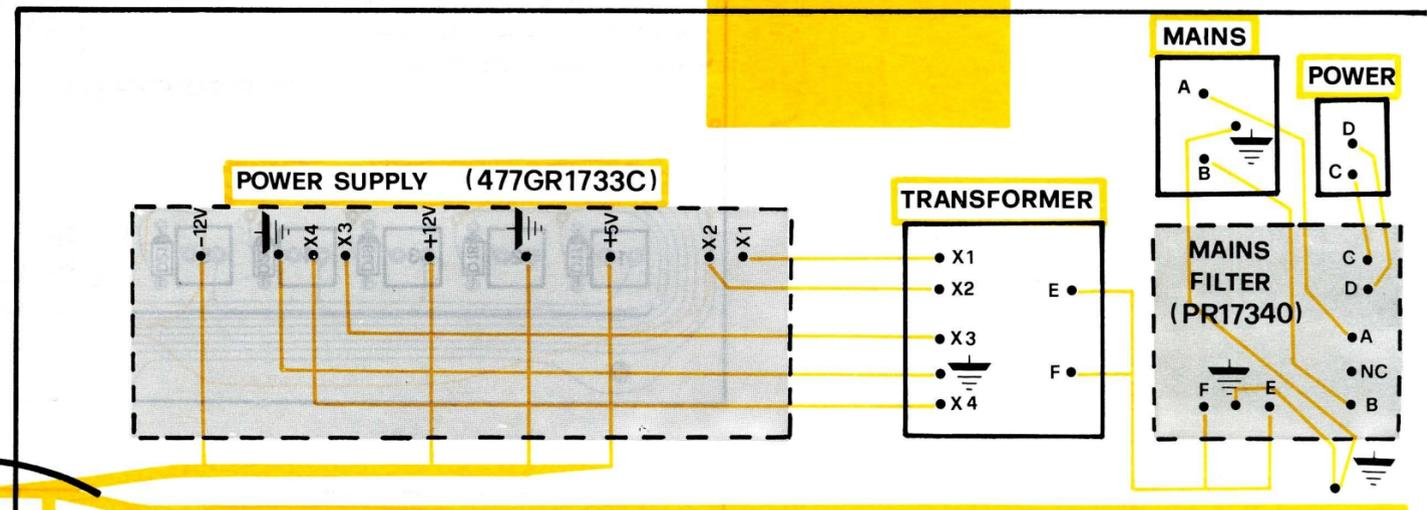 MAINS
POWER
A
B
D
C
POWER SUPPLY (477GR1733C)
-12V
X4
X3
+12V
+5V
X2
X1
TRANSFORMER
X1
X2
X3
X4
E
F
MAINS
FILTER
(PR17340)
C
D
A
NC
B
F
E